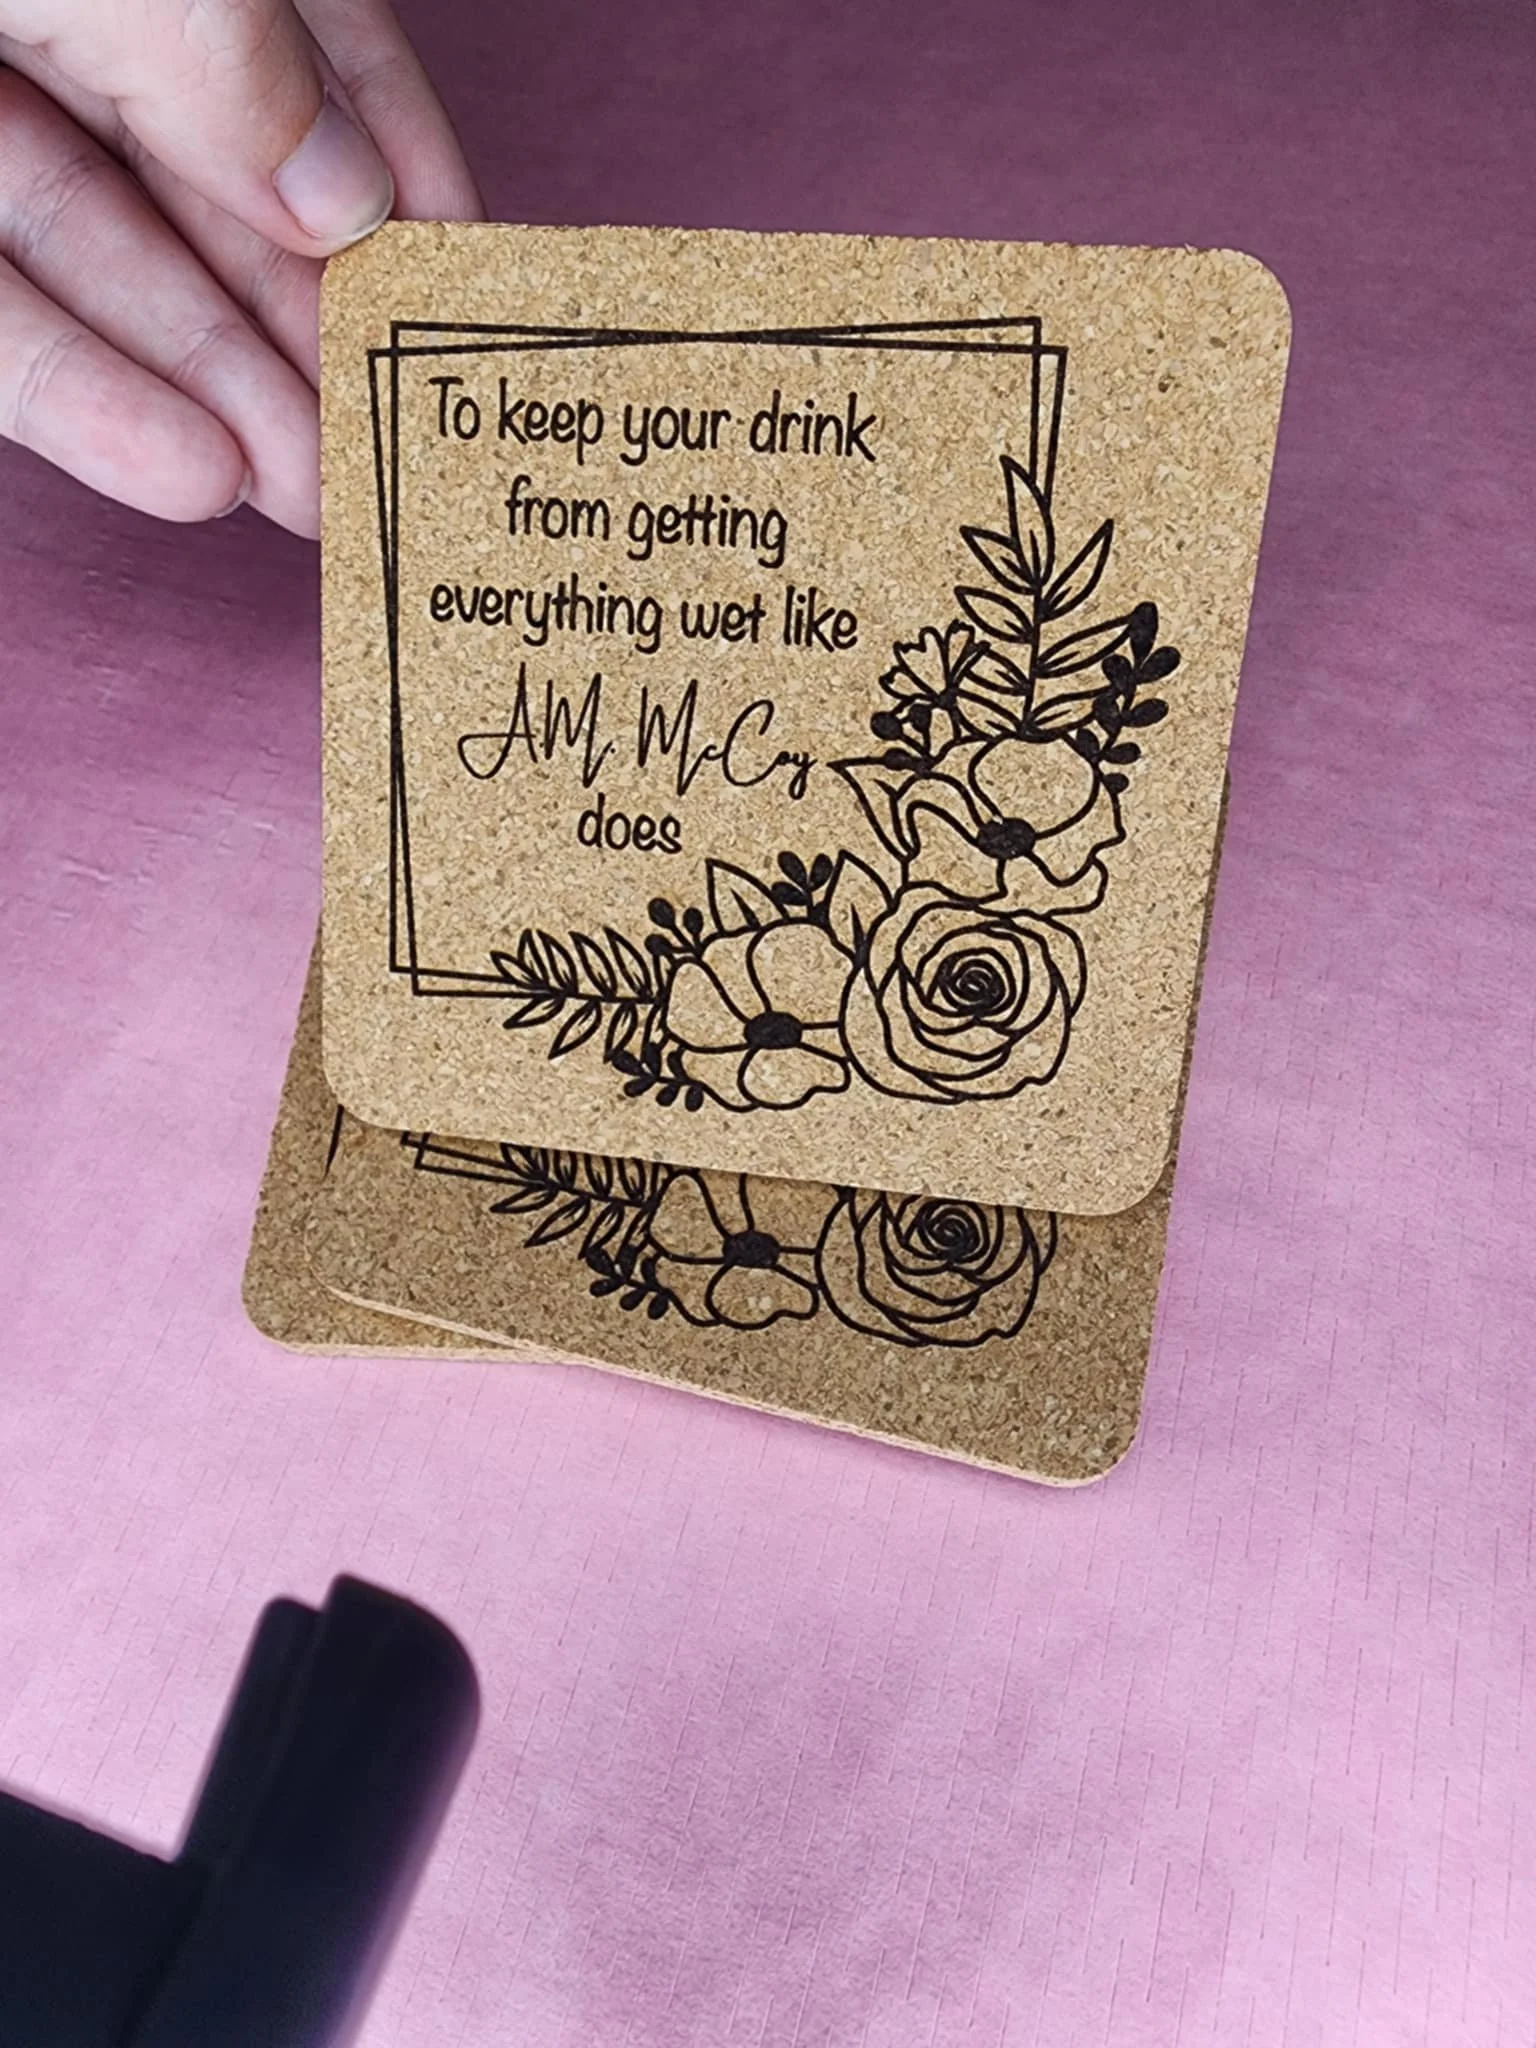 To keep your drink
from getting
everything wet like
A.M. McCoy
does